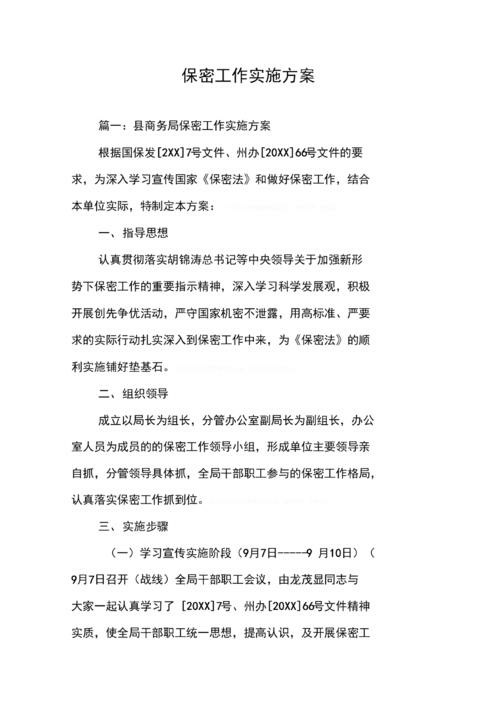 保密工作实施方案
篇一：县商务局保密工作实施方案
根据国保发[2XX]7号文件、州办[20XX]66号文件的要
求，为深入学习宣传国家《保密法》和做好保密工作，结合
本单位实际，特制定本方案：
一、指导思想
认真贯彻落实胡锦涛总书记等中央领导关于加强新形
势下保密工作的重要指示精神，深入学习科学发展观，积极
开展创先争优活动，严守国家机密不泄露，用高标准、严要
求的实际行动扎实深入到保密工作中来，为《保密法》的顺
利实施铺好垫基石。
二、组织领导
成立以局长为组长，分管办公室副局长为副组长，办公
室人员为成员的的保密工作领导小组，形成单位主要领导亲
自抓，分管领导具体抓，全局干部职工参与的保密工作格局，
认真落实保密工作抓到位。
三、实施步骤
（一）学习宣传实施阶段（9月7日-----9 月10日）（
9月7日召开（战线）全局干部职工会议，由龙茂显同志与
大家一起认真学习了 [20XX]7号、州办[20XX]66号文件精神
实质，使全局干部职工统一思想，提高认识，及开展保密工